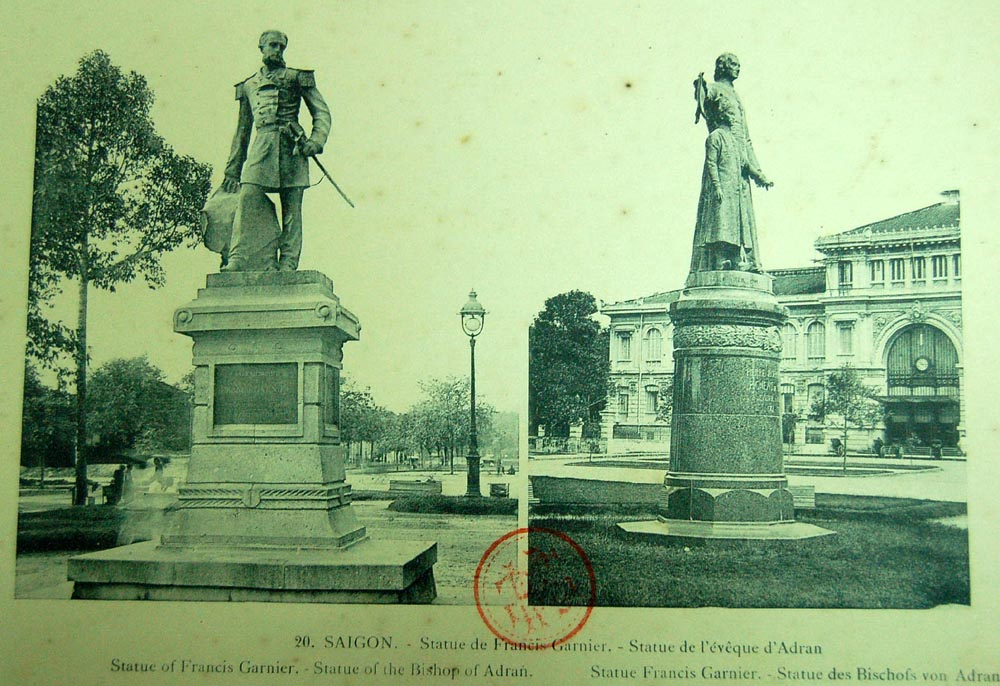 20. SAIGON. - Statue de Francis Garnier. - Statue de l'évêque d'Adran
Statue of Francis Garnier. - Statue of the Bishop of Adran. Statue Francis Garnier. - Statue des Bischofs von Adran